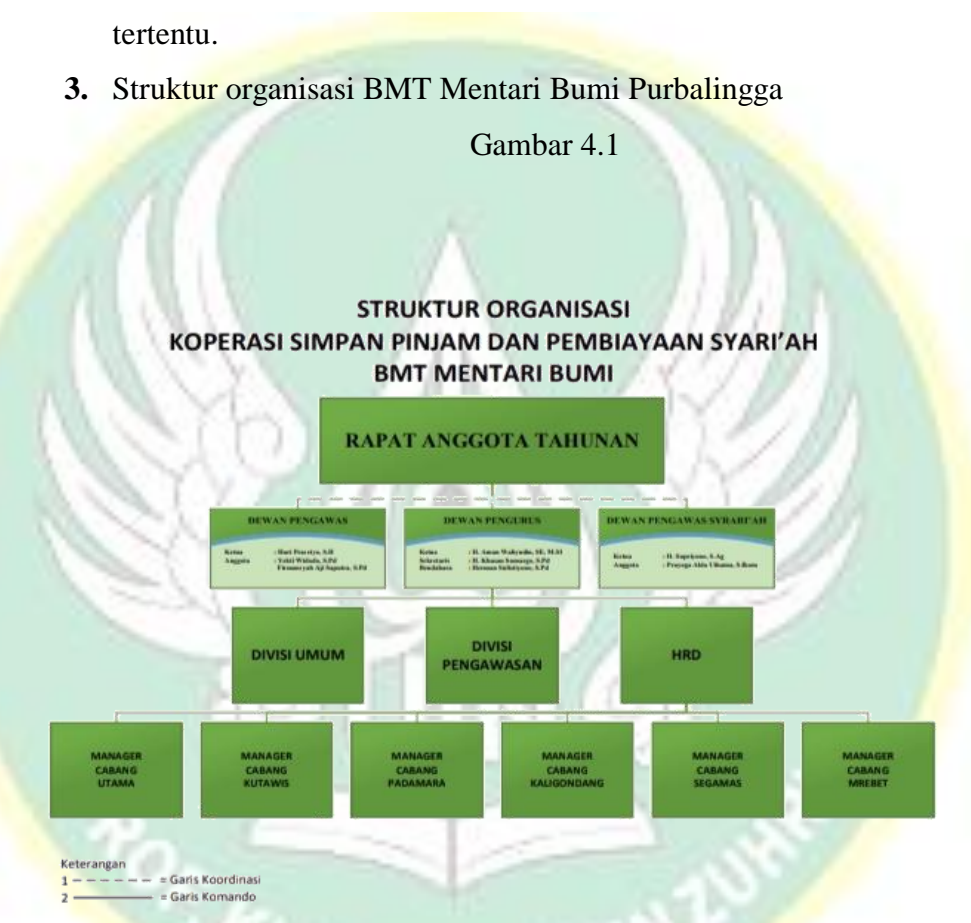 tertentu.
3. Struktur organisasi BMT Mentari Bumi Purbalingga
Gambar 4.1
STRUKTUR ORGANISASI
KOPERASI SIMPAN PINJAM DAN PEMBIAYAAN SYARI'AH
BMT MENTARI BUMI
RAPAT ANGGOTA TAHUNAN
DEWAN PENGAWAS
Ketua :
Anggota :
DEWAN PENGURUS
Ketua :
Sekretaris :
Bendahara :
DEWAN PENGAWAS SYRARI'AH
Ketua : H. Supriyono, S.Ag
Anggota :
DIVISI UMUM
DIVISI
PENGAWASAN
HRD
MANAGER
CABANG
UTAMA
MANAGER
CABANG
KUTAWIS
MANAGER
CABANG
PADAMARA
MANAGER
CABANG
KALIGONDANG
MANAGER
CABANG
SEGAMAS
MANAGER
CABANG
MREBET
Keterangan
1 = Garis Koordinasi
2 = Garis Komando